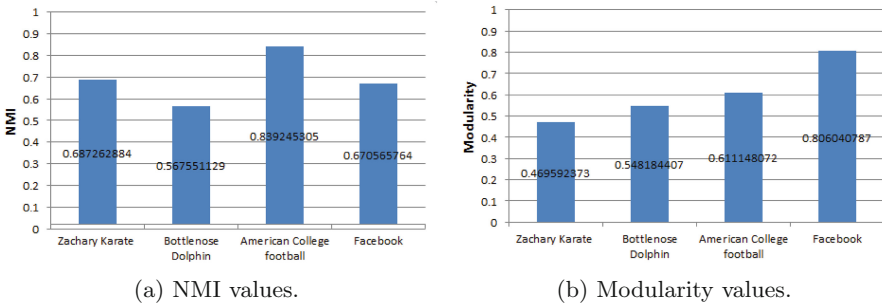 1
0.9
0.8
0.7
0.6
0.5
0.4
0.3
0.2
0.1
0
NMI
0.687262884
0.567551129
0.839245305
0.670565764
Zachary Karate
Bottlenose Dolphin
American College football
Facebook
(a) NMI values.
1
0.9
0.8
0.7
0.6
0.5
0.4
0.3
0.2
0.1
0
Modularity
0.469592373
0.548184407
0.611148072
0.806040787
Zachary Karate
Bottlenose Dolphin
American College football
Facebook
(b) Modularity values.